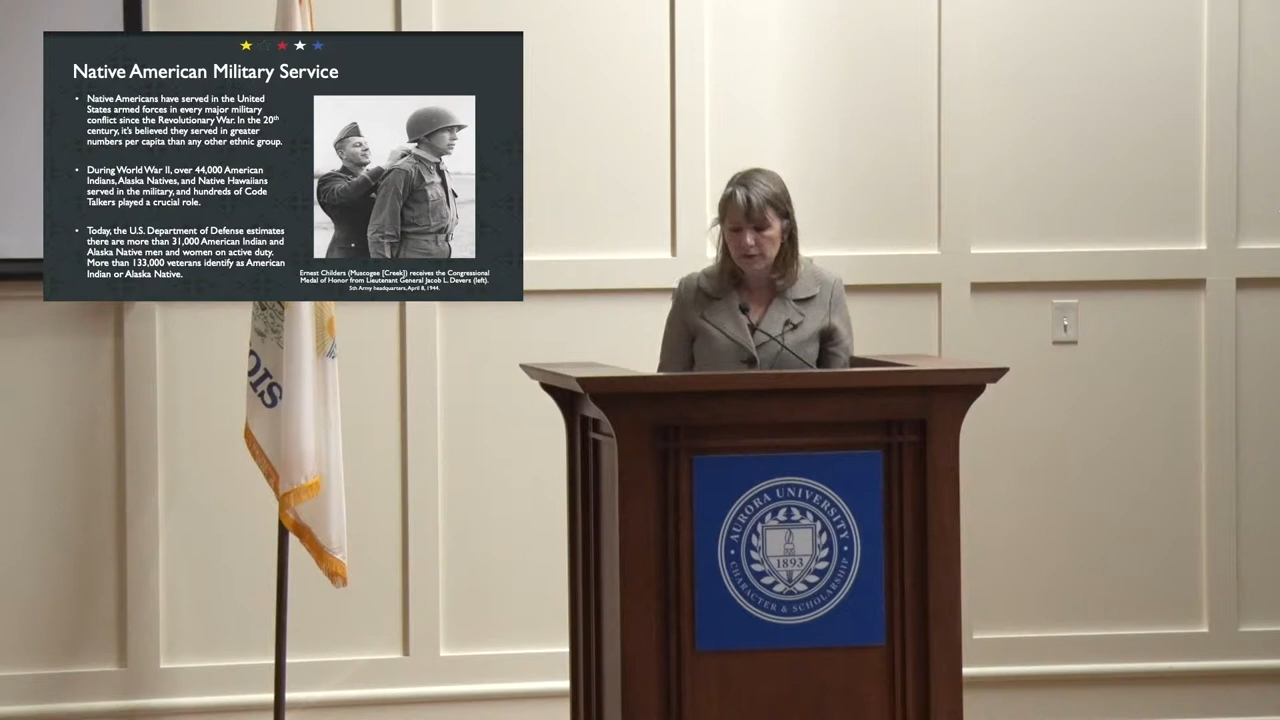 Native American Military Service
• Native Americans have served in the United
States armed forces in every major military
conflict since the Revolutionary War. In the 20th
century, it's believed they served in greater
numbers per capita than any other ethnic group.
• During World War II, over 44,000 American
Indians, Alaska Natives, and Native Hawaiians
served in the military, and hundreds of Code
Talkers played a crucial role.
• Today, the U.S. Department of Defense estimates
there are more than 31,000 American Indian and
Alaska Native men and women on active duty.
More than 133,000 veterans identify as American
Indian or Alaska Native.
Ernest Childers (Muscogee [Creek]) receives the Congressional
Medal of Honor from Lieutenant General Jacob L. Devers (left).
5th Army headquarters, April 8, 1944.
OIS
AURORA UNIVERSITY
1893
CHARACTER & SCHOLARSHIP